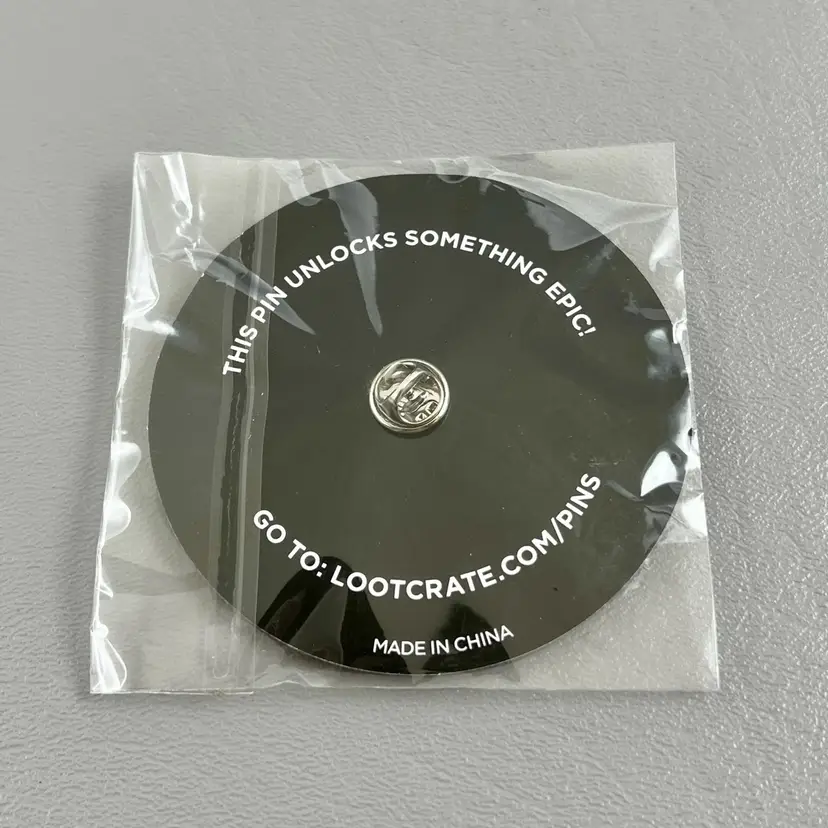 THIS PIN UNLOCKS SOMETHING EPIC!
GO TO: LOOTCRATE.COM/PINS
MADE IN CHINA